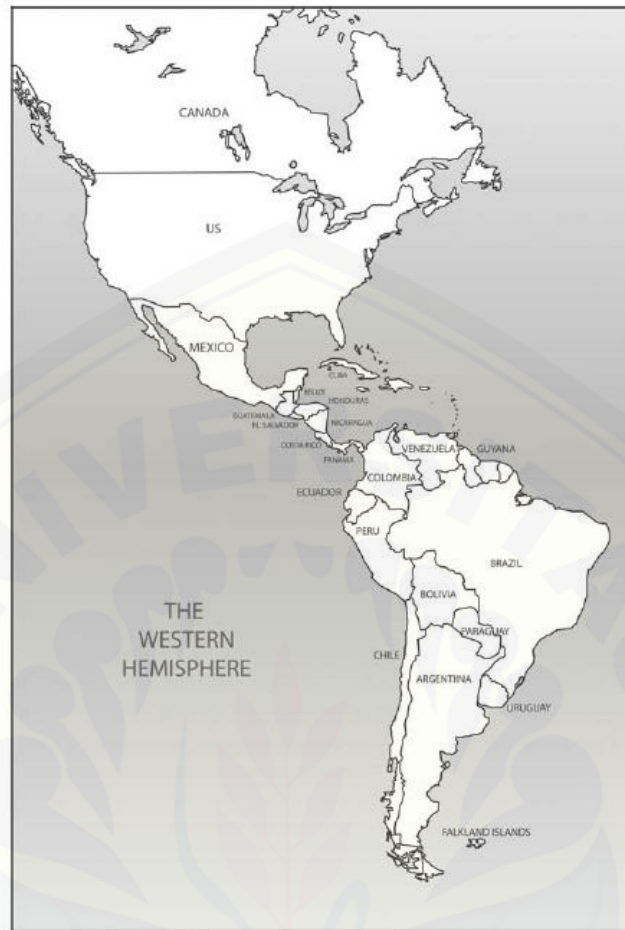 CANADA
US
MEXICO
CUBA
BELIZE
HONDURAS
GUATEMALA
EL SALVADOR
NICARAGUA
COSTA RICO
PANAMA
VENEZUELA
GUYANA
COLOMBIA
ECUADOR
PERU
BRAZIL
BOLIVIA
THE
WESTERN
HEMISPHERE
PARAGUAY
CHILE
ARGENTIINA
URUGUAY
FALKLAND ISLANDS